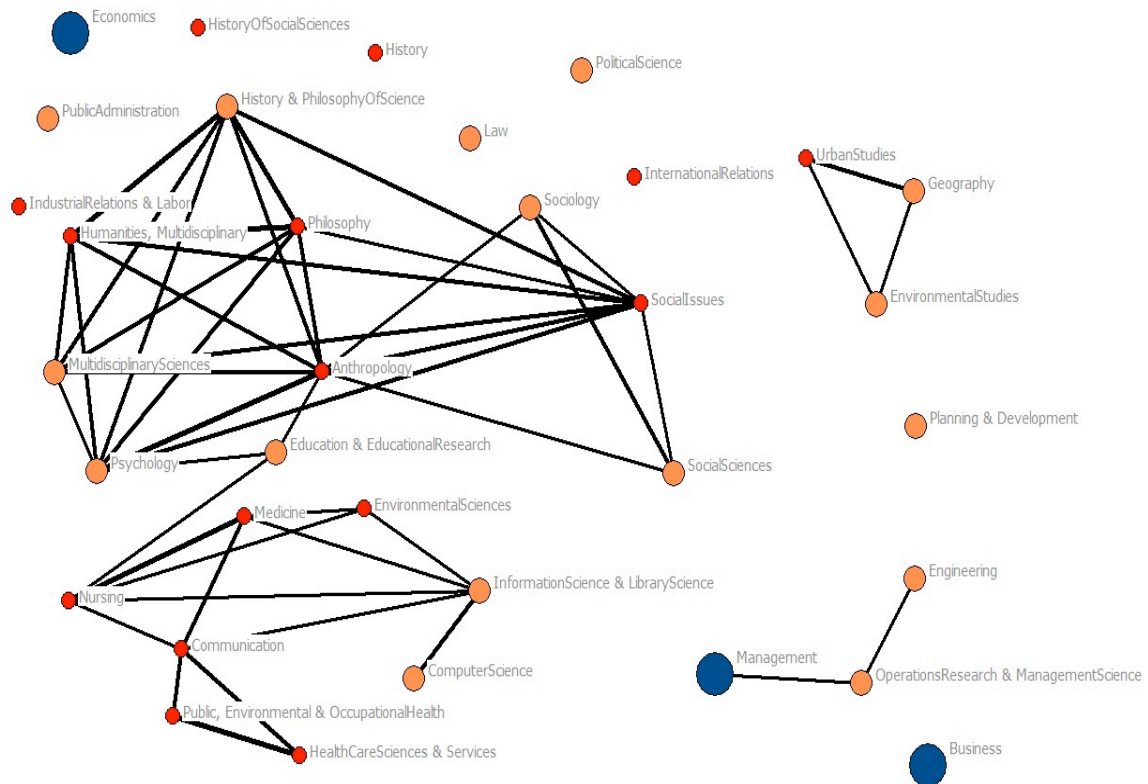 Economics
HistoryOfSocialSciences
History
PoliticalScience
History & PhilosophyOfScience
PublicAdministration
Law
UrbanStudies
InternationalRelations
Geography
IndustrialRelations & Labor
Sociology
Philosophy
Humanities, Multidisciplinary
SocialIssues
EnvironmentalStudies
MultidisciplinarySciences
Anthropology
Planning & Development
Education & EducationalResearch
Psychology
SocialSciences
EnvironmentalSciences
Medicine
Engineering
InformationScience & LibraryScience
Nursing
Communication
Management
ComputerScience
OperationsResearch & ManagementScience
Public, Environmental & OccupationalHealth
HealthCareSciences & Services
Business